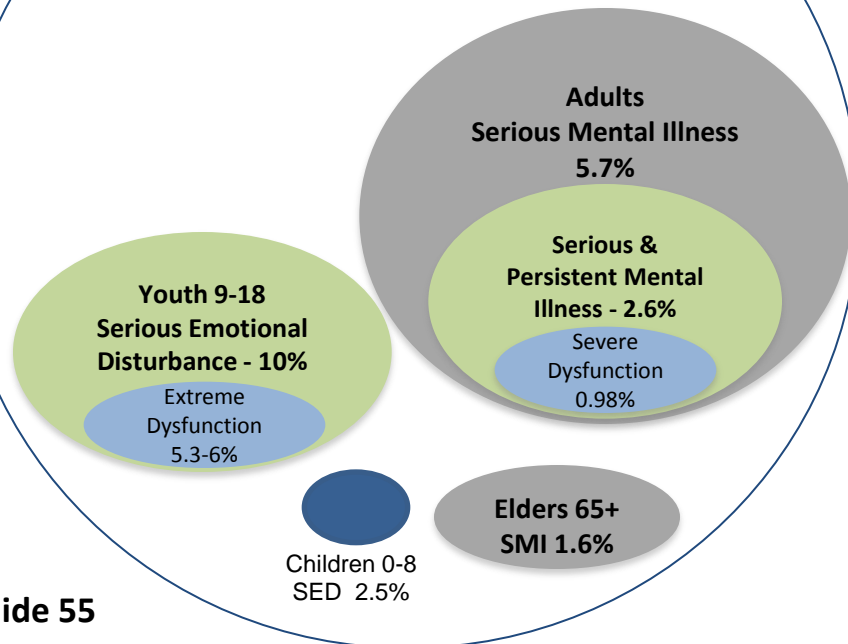 Adults
Serious Mental Illness
5.7%
Serious &
Persistent Mental
Illness - 2.6%
Severe
Dysfunction
0.98%
Youth 9-18
Serious Emotional
Disturbance - 10%
Extreme
Dysfunction
5.3-6%
Elders 65+
SMI 1.6%
Children 0-8
SED 2.5%
ide 55